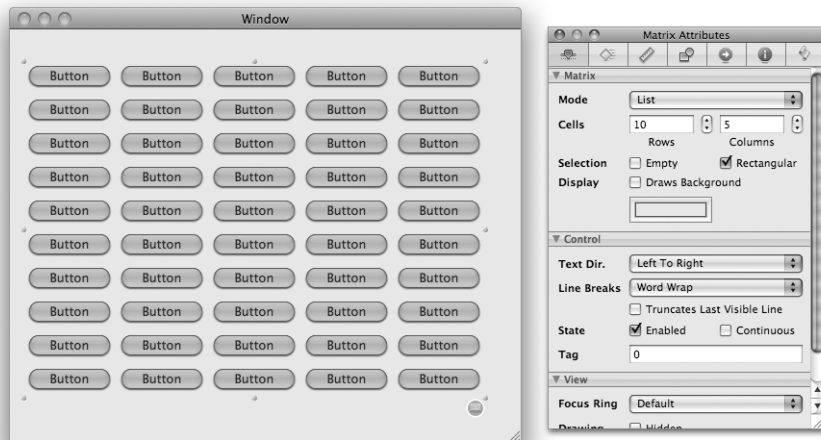 Window
Button Button Button Button Button
Button Button Button Button Button
Button Button Button Button Button
Button Button Button Button Button
Button Button Button Button Button
Button Button Button Button Button
Button Button Button Button Button
Button Button Button Button Button
Button Button Button Button Button
Button Button Button Button Button
Matrix Attributes
Matrix
Mode List
Cells 10 5
Rows Columns
Selection Empty Rectangular
Display Draws Background
Control
Text Dir. Left To Right
Line Breaks Word Wrap
Truncates Last Visible Line
State Enabled Continuous
Tag 0
View
Focus Ring Default
Drawing Hidden